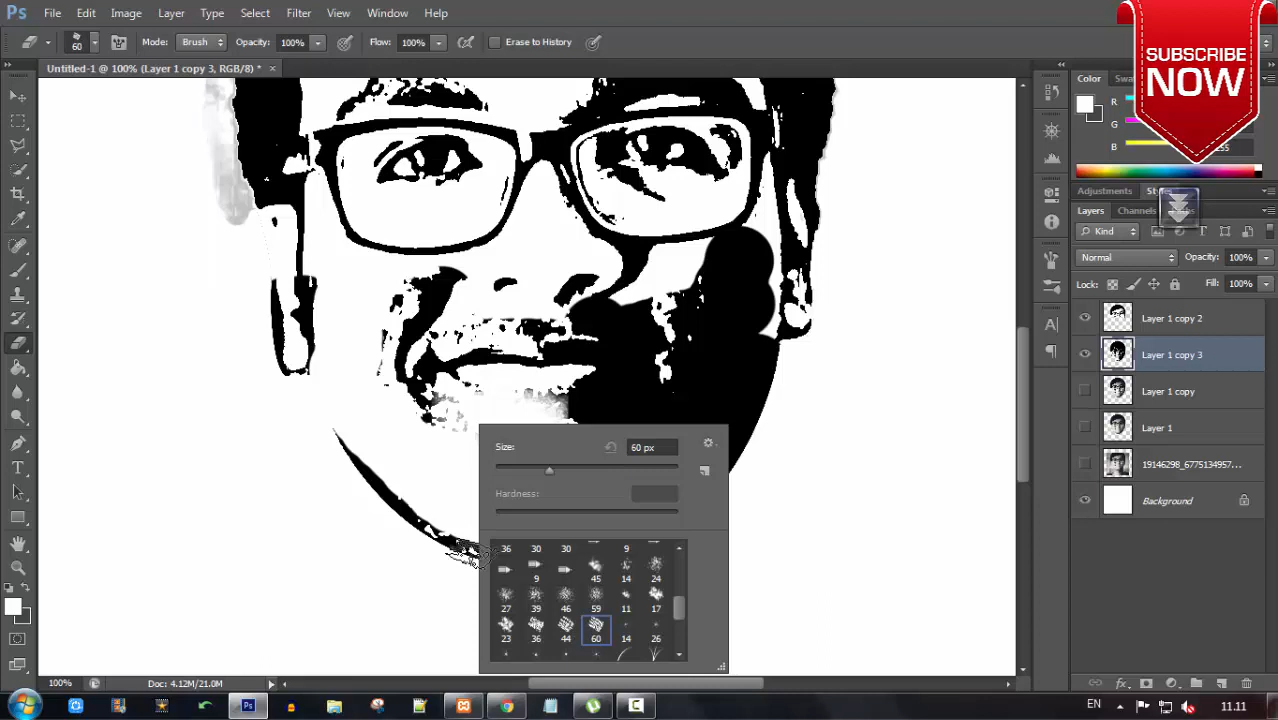 Ps File Edit Image Layer Type Select Filter 3D View Window Help
60 Mode: Brush Opacity: 100% Flow: 100% Erase to History
Untitled-1 @ 100% (Layer 1 copy 3, RGB/8) * ×
SUBSCRIBE
NOW
Color
R
G
B 255
Adjustments
Layers Channels
Kind
Normal Opacity: 100%
Lock: Fill: 100%
Layer 1 copy 2
Layer 1 copy 3
Layer 1 copy
Layer 1
19146298_6775134957...
Background
Size: 60 px
Hardness:
36 30 30 9
9 45 14 24
27 39 46 59 11 17
23 36 44 60 14 26
100% Doc: 4.12M/21.0M
EN 11.11